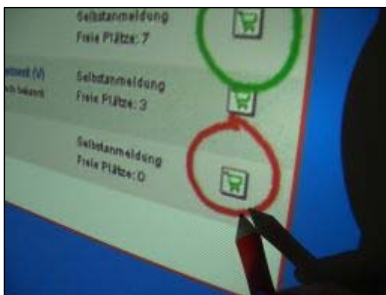 Selbstanmeldung
Freie Plätze: 7
Selbstanmeldung
Freie Plätze: 3
Selbstanmeldung
Freie Plätze: 0